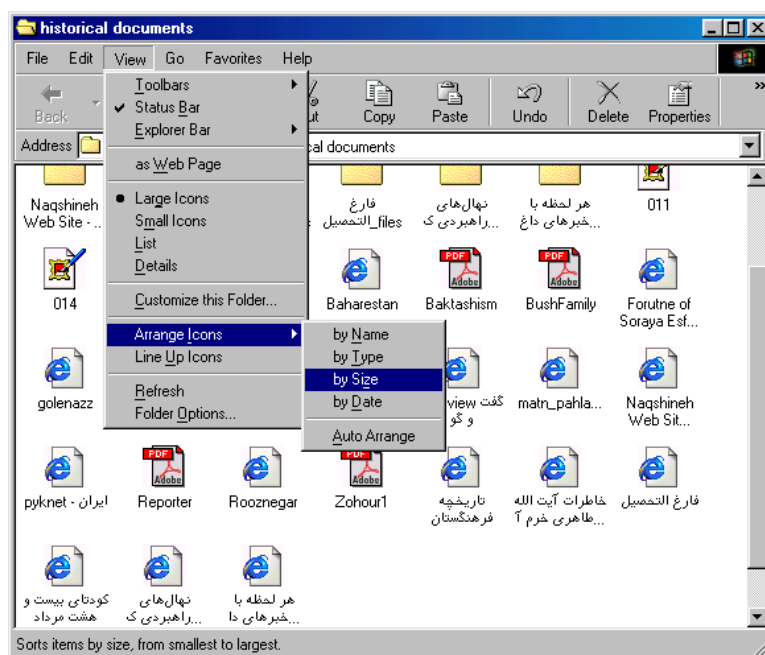 historical documents
File Edit View Go Favorites Help
Back
Copy
Paste
Undo
Delete
Properties
Address
cal documents
Toolbars
Status Bar
Explorer Bar
as Web Page
Large Icons
Small Icons
List
Details
Customize this Folder...
Arrange Icons
Line Up Icons
Refresh
Folder Options...
by Name
by Type
by Size
by Date
Auto Arrange
Naqshineh
Web Site - ..
فارغ
التحصیل_files
نهال‌های
راهبردی ک...
هر لحظه با
خبرهای داغ...
011
014
Baharestan
Baktashism
BushFamily
Forutne of
Soraya Esf...
golenazz
view گفت
و گو
matn_pahla...
Naqshineh
Web Sit...
pyknet - ایران
Reporter
Rooznegar
Zohour1
تاریخچه
فرهنگستان
خاطرات آیت الله
طاهری خرم آ...
فارغ التحصیل
کودتای بیست و
هشت مرداد
نهال‌های
راهبردی ک...
هر لحظه با
خبرهای دا...
Sorts items by size, from smallest to largest.